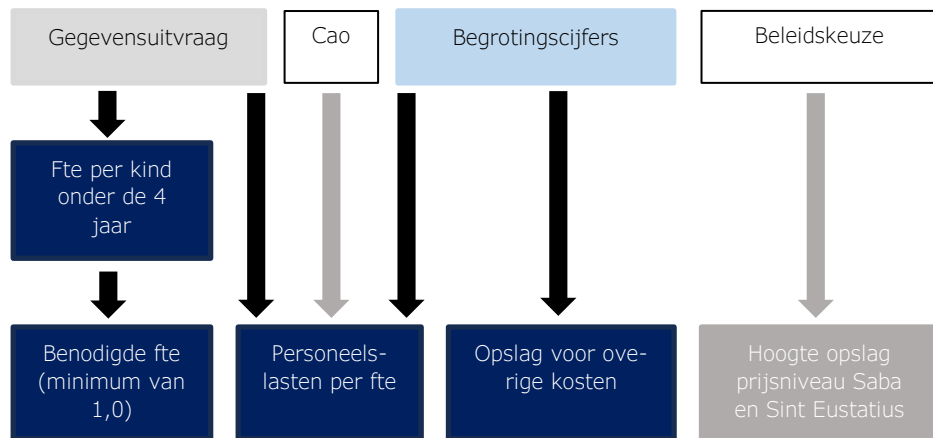 Gegevensuitvraag
Cao
Begrotingscijfers
Beleidskeuze
Fte per kind
onder de 4
jaar
Benodigde fte
(minimum van
1,0)
Personeels-
lasten per fte
Opslag voor ove-
rige kosten
Hoogte opslag
prijsniveau Saba
en Sint Eustatius